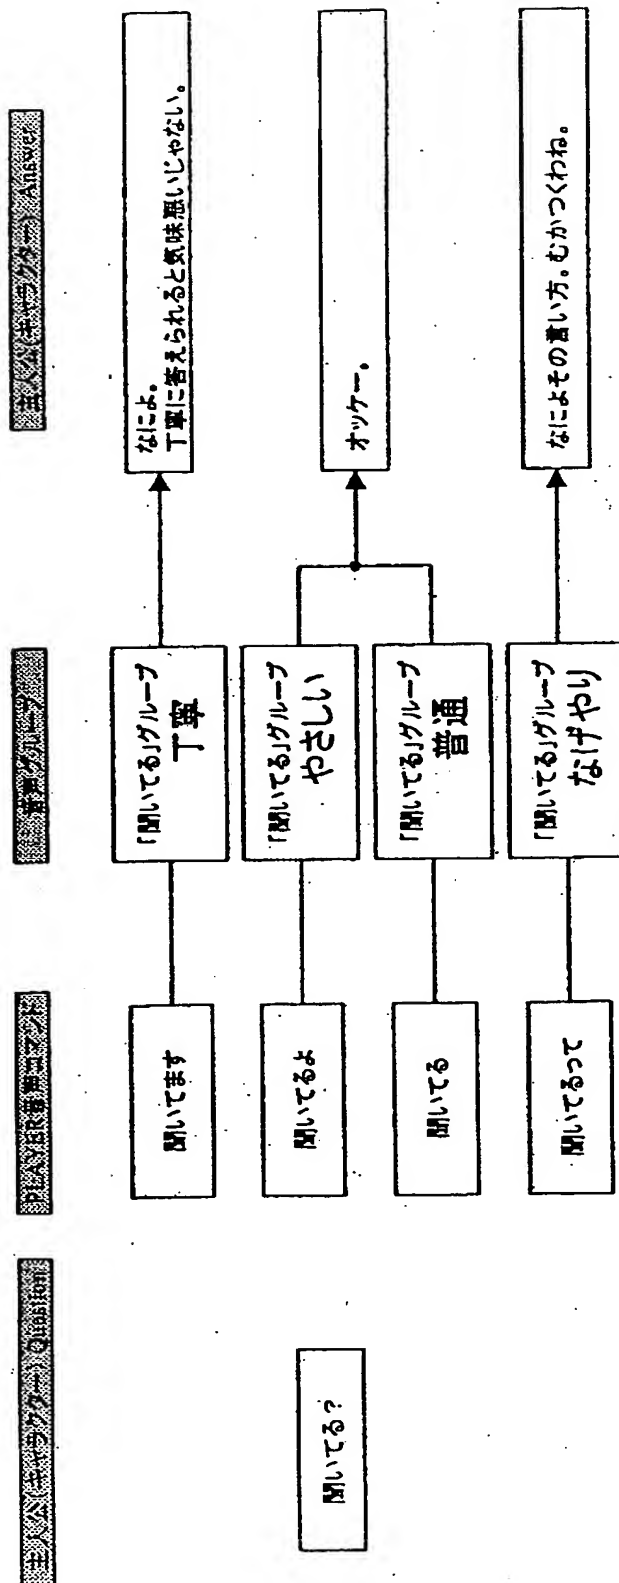 主人公(キャラクター) Question
PLAYER音声コマンド
音声グループ
主人公(キャラクター) Answer
聞いてる?
聞いてます
「聞いてる」グループ
丁寧
なによ。
丁寧に答えられると気味悪いじゃない。
聞いてるよ
「聞いてる」グループ
やさしい
オッケー。
聞いてる
「聞いてる」グループ
普通
聞いてるって
「聞いてる」グループ
なげやり
なによその言い方。むかつくわね。